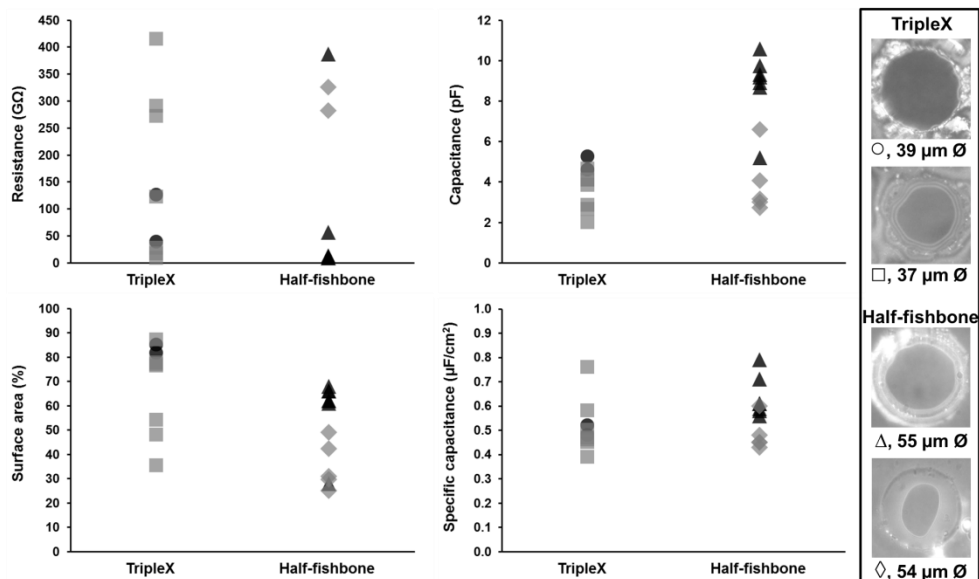 450
400
350
300
250
200
150
100
50
0
Resistance (GΩ)
TripleX
Half-fishbone
12
10
8
6
4
2
0
Capacitance (pF)
TripleX
Half-fishbone
100
90
80
70
60
50
40
30
20
10
0
Surface area (%)
TripleX
Half-fishbone
1.0
0.9
0.8
0.7
0.6
0.5
0.4
0.3
0.2
0.1
0.0
Specific capacitance (µF/cm²)
TripleX
Half-fishbone
TripleX
○, 39 µm Ø
□, 37 µm Ø
Half-fishbone
△, 55 µm Ø
◊, 54 µm Ø